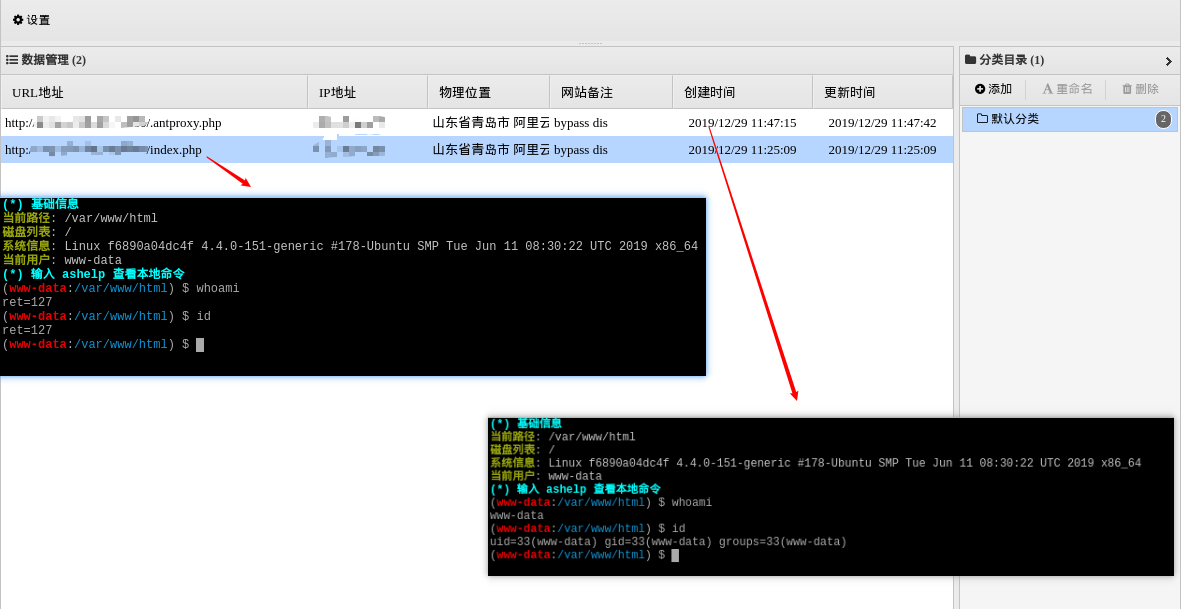 设置
数据管理 (2)
分类目录 (1)
URL地址 IP地址 物理位置 网站备注 创建时间 更新时间
添加 重命名 删除
http:/ /.antproxy.php 山东省青岛市 阿里云 bypass dis 2019/12/29 11:47:15 2019/12/29 11:47:42
默认分类 2
http:/ /index.php 山东省青岛市 阿里云 bypass dis 2019/12/29 11:25:09 2019/12/29 11:25:09
(*) 基础信息
当前路径: /var/www/html
磁盘列表: /
系统信息: Linux f6890a04dc4f 4.4.0-151-generic #178-Ubuntu SMP Tue Jun 11 08:30:22 UTC 2019 x86_64
当前用户: www-data
(*) 输入 ashelp 查看本地命令
(www-data:/var/www/html) $ whoami
ret=127
(www-data:/var/www/html) $ id
ret=127
(www-data:/var/www/html) $
(*) 基础信息
当前路径: /var/www/html
磁盘列表: /
系统信息: Linux f6890a04dc4f 4.4.0-151-generic #178-Ubuntu SMP Tue Jun 11 08:30:22 UTC 2019 x86_64
当前用户: www-data
(*) 输入 ashelp 查看本地命令
(www-data:/var/www/html) $ whoami
www-data
(www-data:/var/www/html) $ id
uid=33(www-data) gid=33(www-data) groups=33(www-data)
(www-data:/var/www/html) $